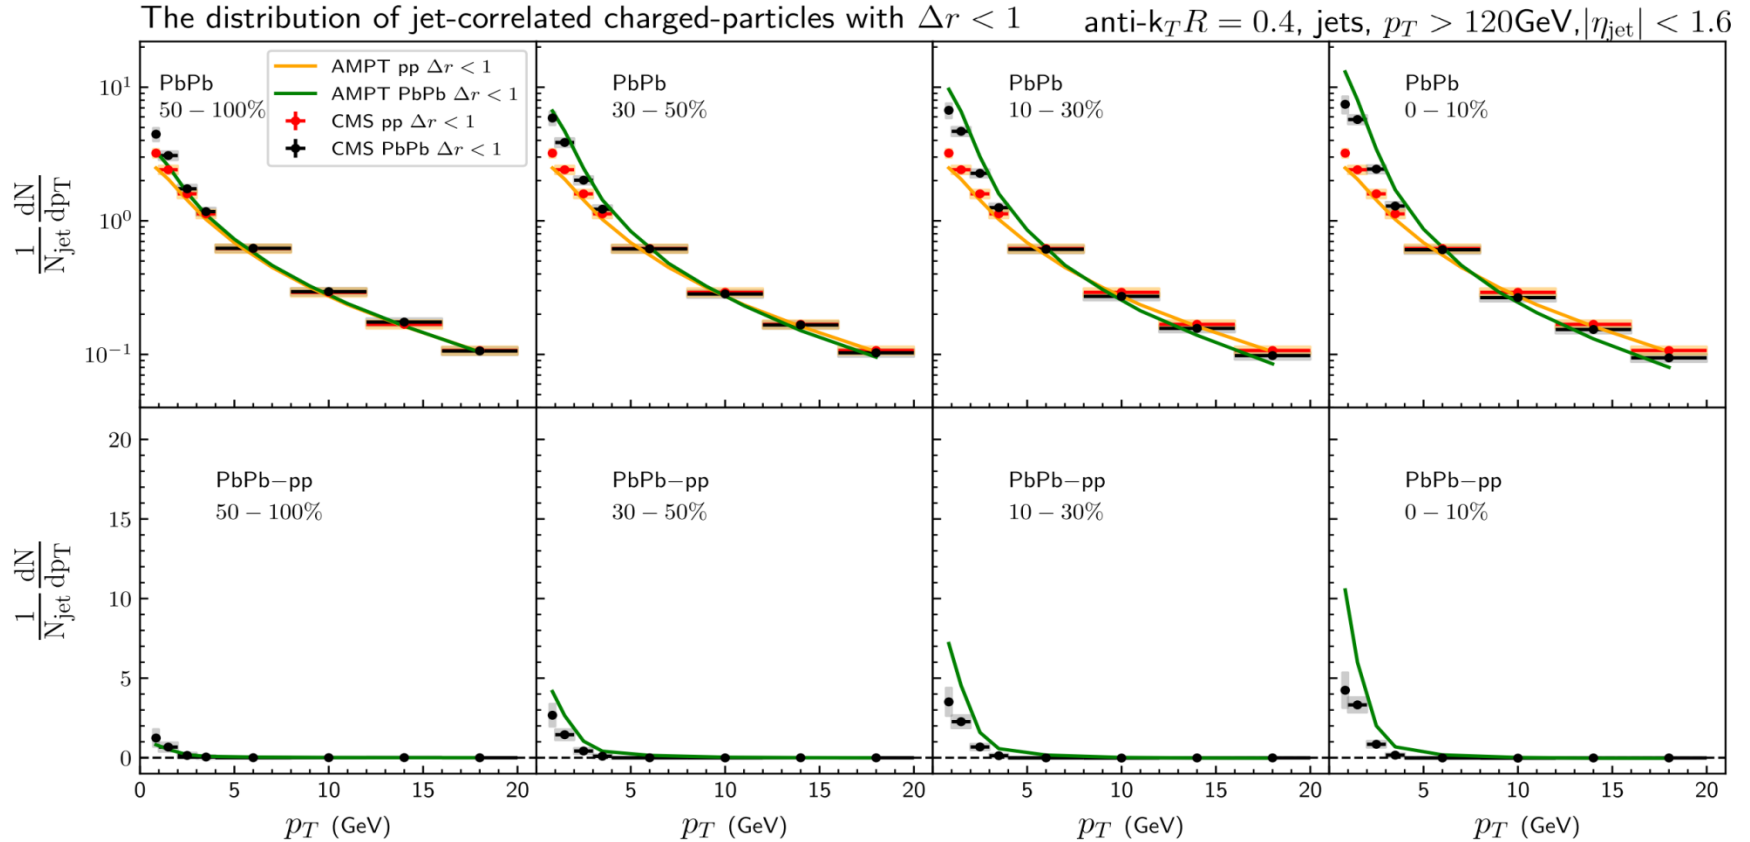 The distribution of jet-correlated charged-particles with Δr < 1
anti-k_T R = 0.4, jets, p_T > 120GeV,|η_jet| < 1.6
PbPb
50 − 100%
AMPT pp Δr < 1
AMPT PbPb Δr < 1
CMS pp Δr < 1
CMS PbPb Δr < 1
PbPb
30 − 50%
PbPb
10 − 30%
PbPb
0 − 10%
10^1
10^0
10^−1
1/N_jet dN/dp_T
PbPb−pp
50 − 100%
PbPb−pp
30 − 50%
PbPb−pp
10 − 30%
PbPb−pp
0 − 10%
20
15
10
5
0
1/N_jet dN/dp_T
0 5 10 15 20 5 10 15 20 5 10 15 20 5 10 15 20
p_T (GeV) p_T (GeV) p_T (GeV) p_T (GeV)